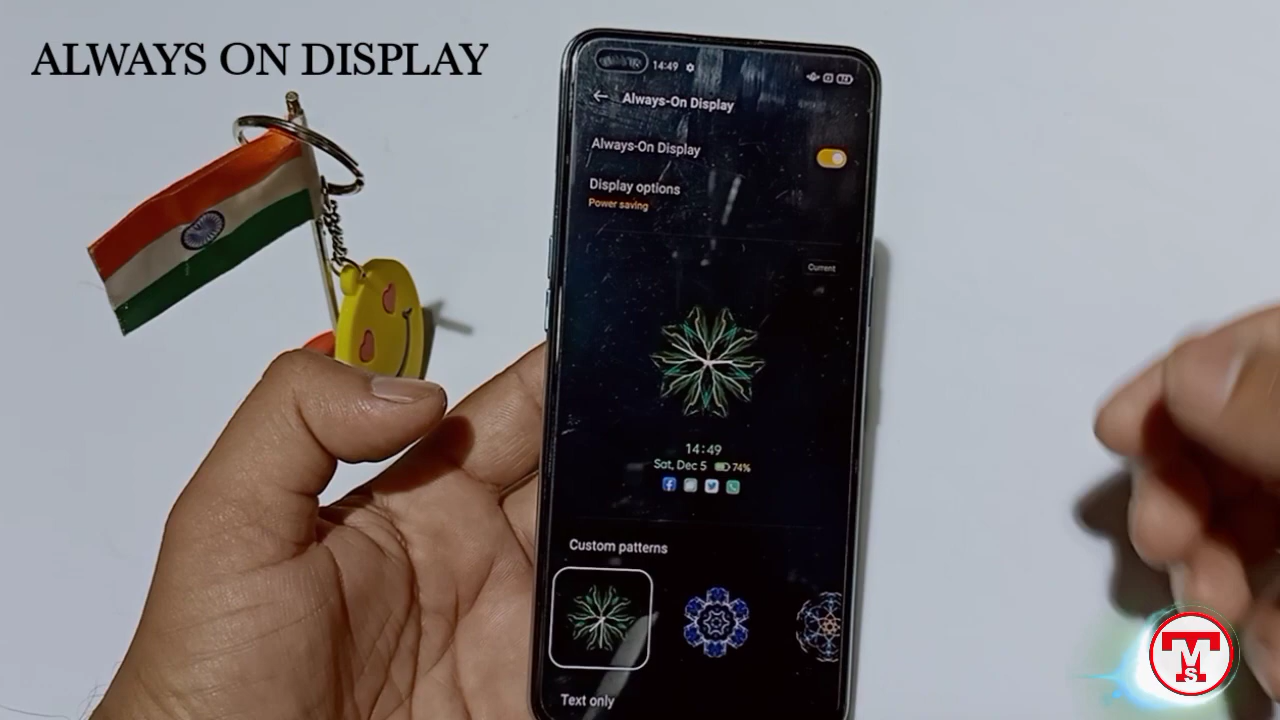 ALWAYS ON DISPLAY
14:49
Always-On Display
Always-On Display
Display options
Power saving
Current
14:49
Sat, Dec 5 74%
Custom patterns
Text only
TMS